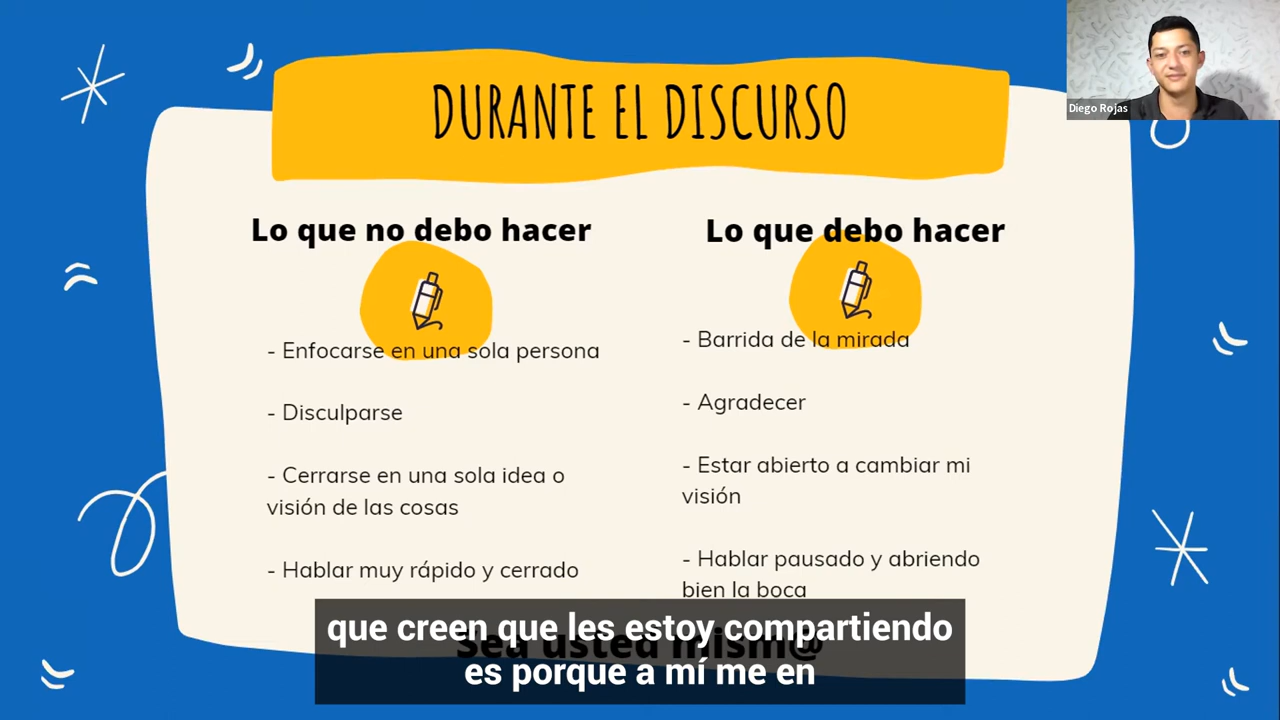 DURANTE EL DISCURSO
Diego Rojas
Lo que no debo hacer
- Enfocarse en una sola persona
- Disculparse
- Cerrarse en una sola idea o
visión de las cosas
- Hablar muy rápido y cerrado
Lo que debo hacer
- Barrida de la mirada
- Agradecer
- Estar abierto a cambiar mi
visión
- Hablar pausado y abriendo
bien la boca
Sea usted mism@
que creen que les estoy compartiendo
es porque a mí me en